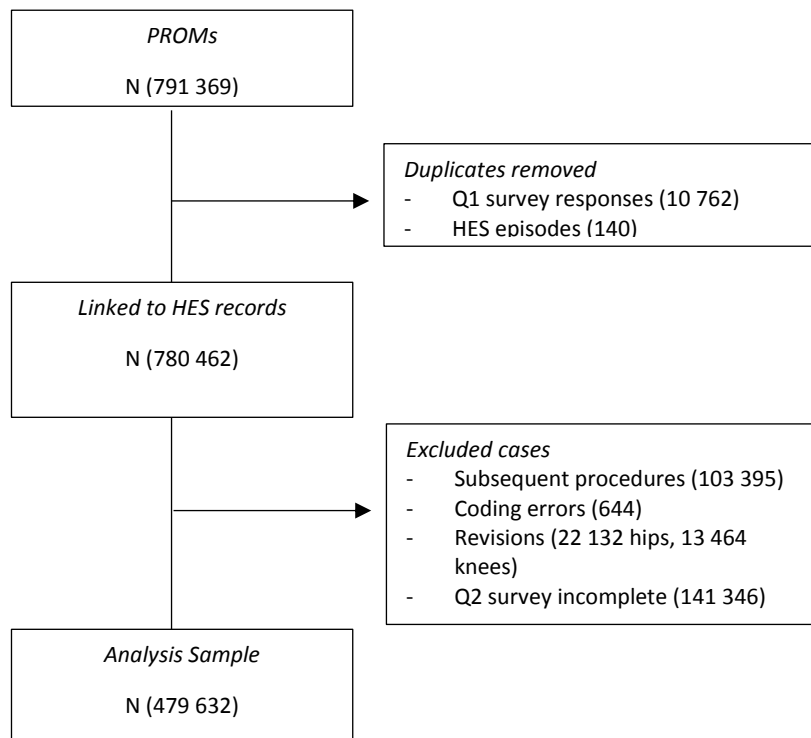 PROMs
N (791 369)
Duplicates removed
- Q1 survey responses (10 762)
- HES episodes (140)
Linked to HES records
N (780 462)
Excluded cases
- Subsequent procedures (103 395)
- Coding errors (644)
- Revisions (22 132 hips, 13 464
knees)
- Q2 survey incomplete (141 346)
Analysis Sample
N (479 632)